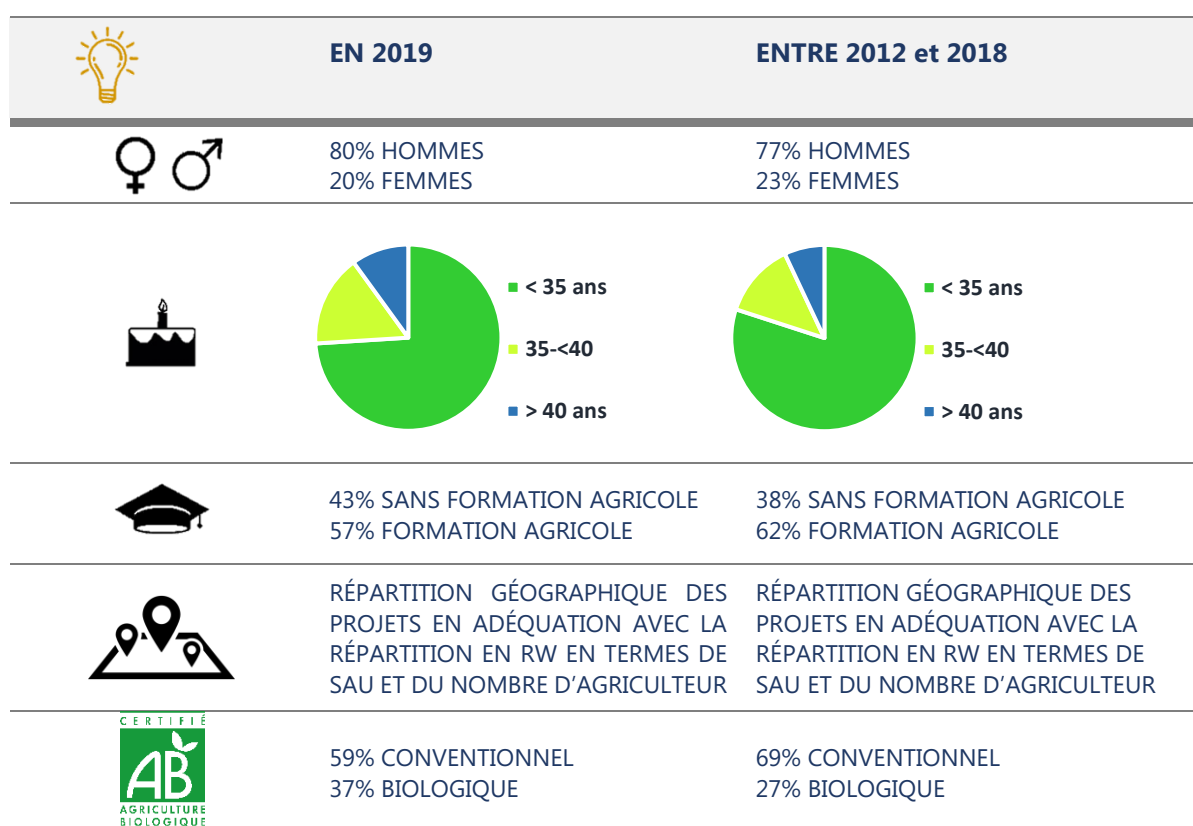 EN 2019
ENTRE 2012 et 2018
80% HOMMES
20% FEMMES
77% HOMMES
23% FEMMES
< 35 ans
35-<40
> 40 ans
< 35 ans
35-<40
> 40 ans
43% SANS FORMATION AGRICOLE
57% FORMATION AGRICOLE
38% SANS FORMATION AGRICOLE
62% FORMATION AGRICOLE
RÉPARTITION GÉOGRAPHIQUE DES
PROJETS EN ADÉQUATION AVEC LA
RÉPARTITION EN RW EN TERMES DE
SAU ET DU NOMBRE D’AGRICULTEUR
RÉPARTITION GÉOGRAPHIQUE DES
PROJETS EN ADÉQUATION AVEC LA
RÉPARTITION EN RW EN TERMES DE
SAU ET DU NOMBRE D’AGRICULTEUR
CERTIFIÉ
AB
AGRICULTURE
BIOLOGIQUE
59% CONVENTIONNEL
37% BIOLOGIQUE
69% CONVENTIONNEL
27% BIOLOGIQUE